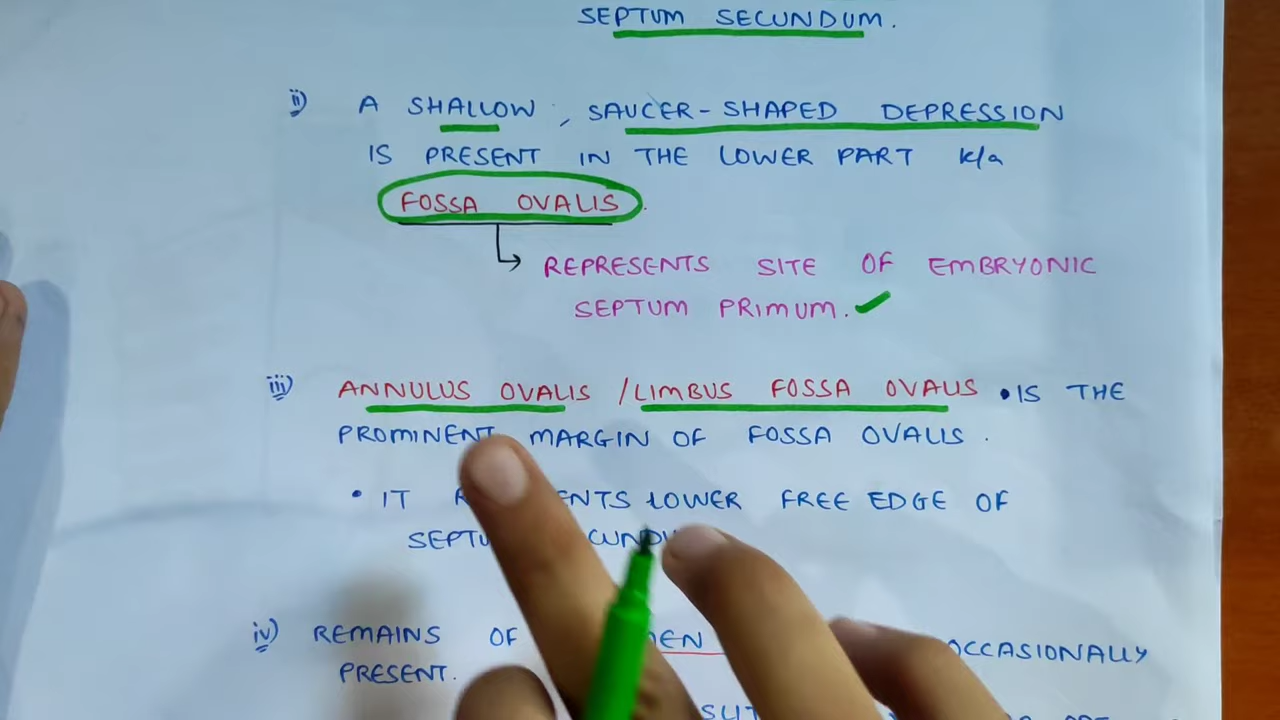 SEPTUM SECUNDUM.
ii) A SHALLOW, SAUCER-SHAPED DEPRESSION
IS PRESENT IN THE LOWER PART k/a
FOSSA OVALIS.
↳ REPRESENTS SITE OF EMBRYONIC
SEPTUM PRIMUM. ✓
iii) ANNULUS OVALIS /LIMBUS FOSSA OVALIS • IS THE
PROMINENT MARGIN OF FOSSA OVALIS.
• IT LOWER FREE EDGE OF
iv) REMAINS OF OCCASIONALLY
PRESENT.